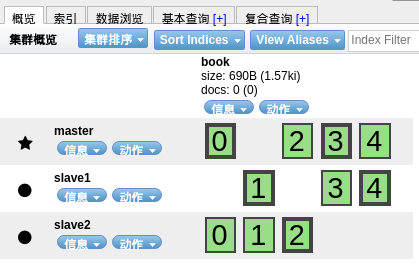 概览 索引 数据浏览 基本查询 [+] 复合查询 [+]
集群概览 集群排序 Sort Indices View Aliases Index Filter
book
size: 690B (1.57ki)
docs: 0 (0)
信息 动作
master 0 2 3 4
信息 动作
slave1 1 3 4
信息 动作
slave2 0 1 2
信息 动作